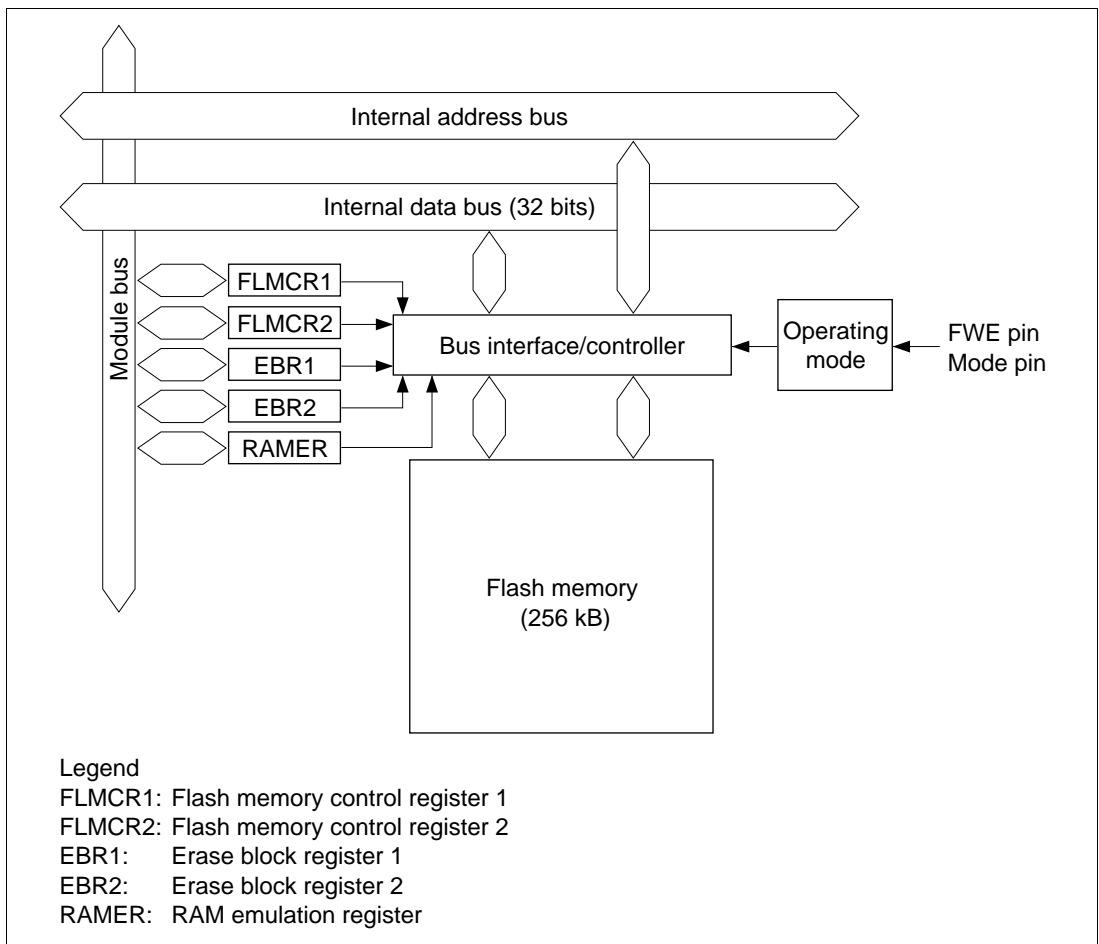 Internal address bus
Internal data bus (32 bits)
Module bus
FLMCR1
FLMCR2
EBR1
EBR2
RAMER
Bus interface/controller
Operating
mode
FWE pin
Mode pin
Flash memory
(256 kB)
Legend
FLMCR1: Flash memory control register 1
FLMCR2: Flash memory control register 2
EBR1: Erase block register 1
EBR2: Erase block register 2
RAMER: RAM emulation register